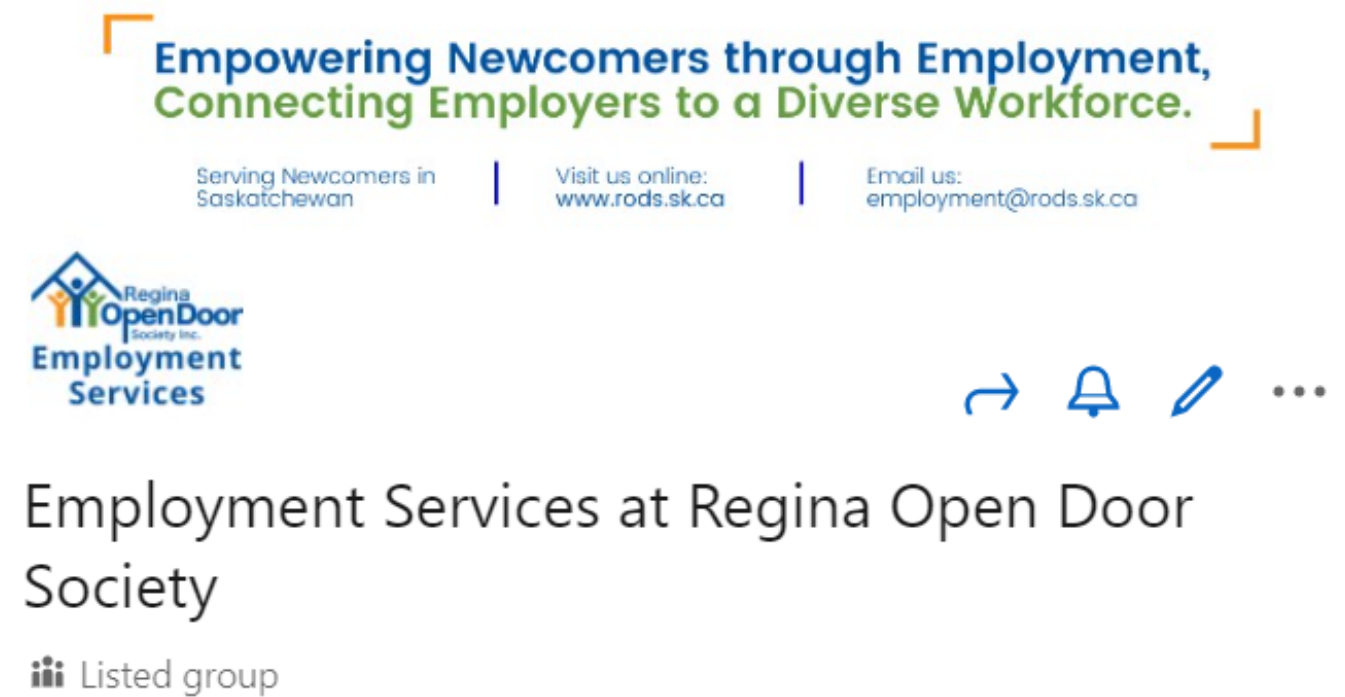 Empowering Newcomers through Employment,
Connecting Employers to a Diverse Workforce.
Serving Newcomers in
Saskatchewan
Visit us online:
www.rods.sk.ca
Email us:
employment@rods.sk.ca
Regina
OpenDoor
Society Inc.
Employment
Services
Employment Services at Regina Open Door
Society
Listed group